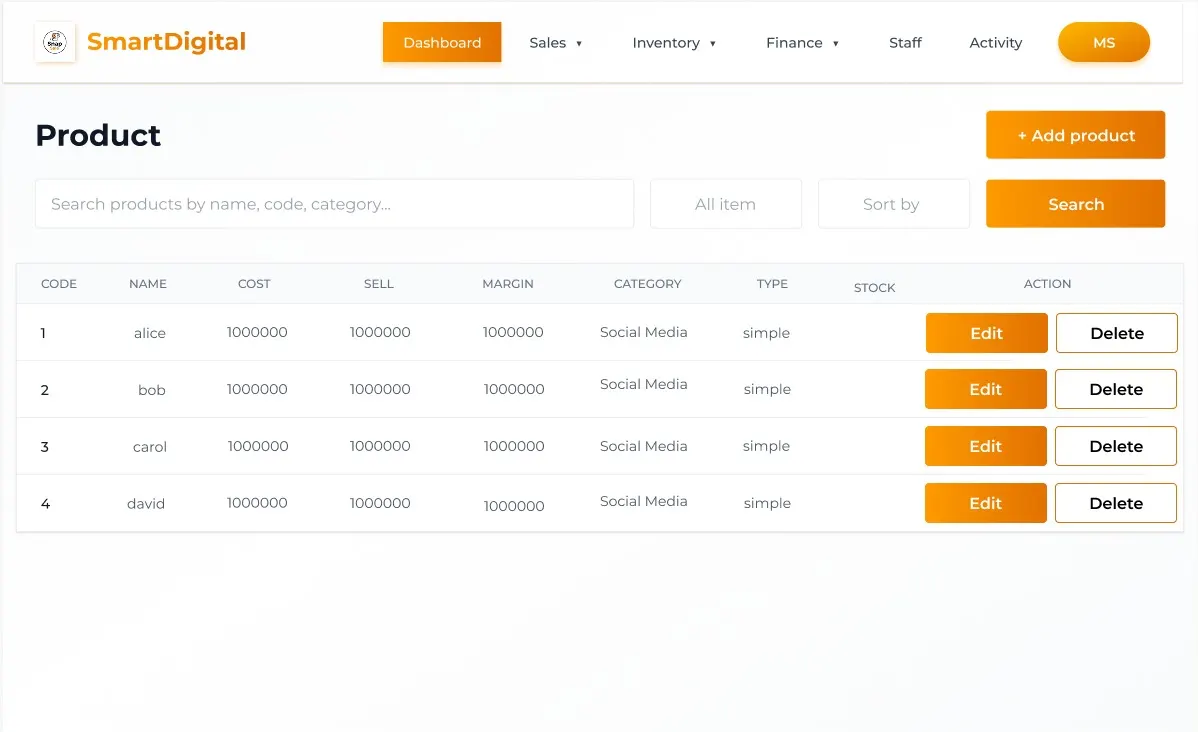 Snap
SmartDigital
Dashboard Sales ▾ Inventory ▾ Finance ▾ Staff Activity MS
Product
+ Add product
Search products by name, code, category... All item Sort by Search
CODE NAME COST SELL MARGIN CATEGORY TYPE STOCK ACTION
1 alice 1000000 1000000 1000000 Social Media simple Edit Delete
2 bob 1000000 1000000 1000000 Social Media simple Edit Delete
3 carol 1000000 1000000 1000000 Social Media simple Edit Delete
4 david 1000000 1000000 1000000 Social Media simple Edit Delete